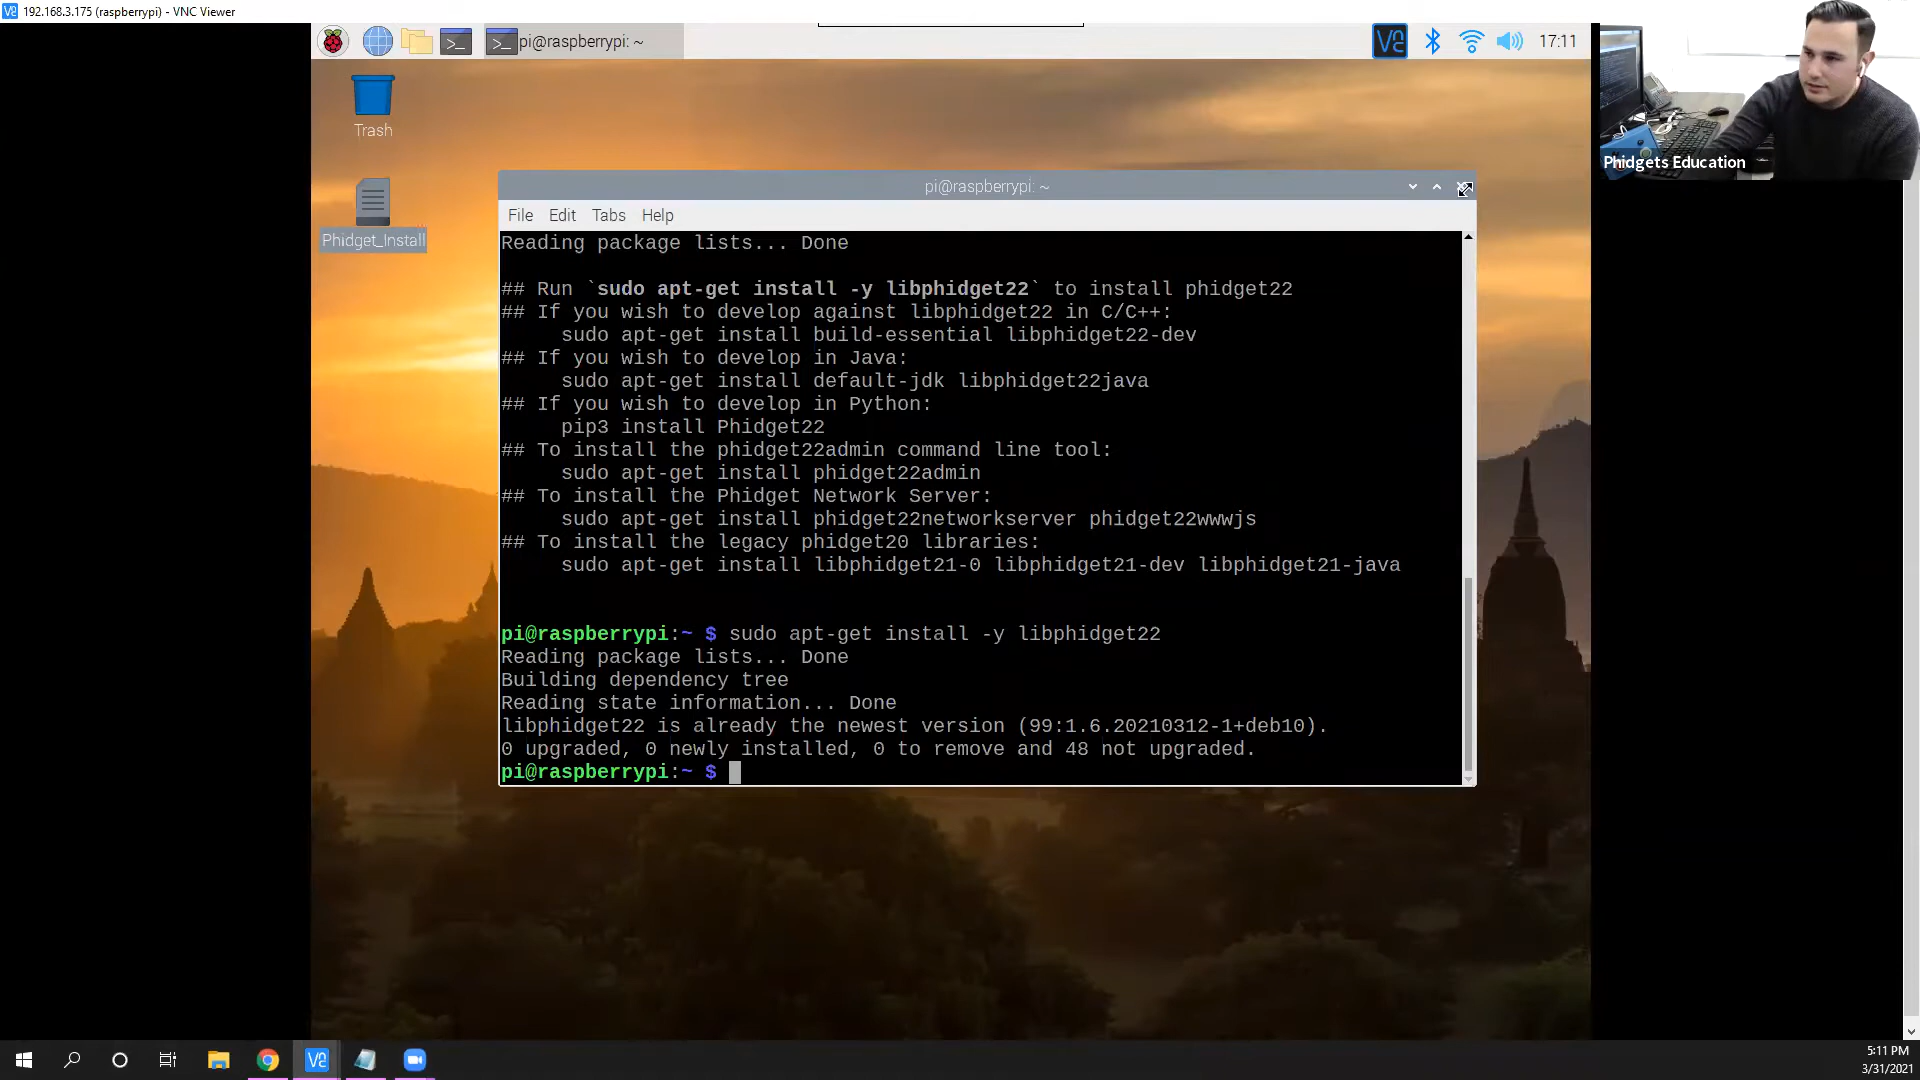 192.168.3.175 (raspberrypi) - VNC Viewer
pi@raspberrypi: ~
17:11
Trash
Phidget_Install
Phidgets Education
pi@raspberrypi: ~
File Edit Tabs Help
Reading package lists... Done
## Run `sudo apt-get install -y libphidget22` to install phidget22
## If you wish to develop against libphidget22 in C/C++:
sudo apt-get install build-essential libphidget22-dev
## If you wish to develop in Java:
sudo apt-get install default-jdk libphidget22java
## If you wish to develop in Python:
pip3 install Phidget22
## To install the phidget22admin command line tool:
sudo apt-get install phidget22admin
## To install the Phidget Network Server:
sudo apt-get install phidget22networkserver phidget22wwwjs
## To install the legacy phidget20 libraries:
sudo apt-get install libphidget21-0 libphidget21-dev libphidget21-java
pi@raspberrypi:~ $ sudo apt-get install -y libphidget22
Reading package lists... Done
Building dependency tree
Reading state information... Done
libphidget22 is already the newest version (99:1.6.20210312-1+deb10).
0 upgraded, 0 newly installed, 0 to remove and 48 not upgraded.
pi@raspberrypi:~ $
5:11 PM
3/31/2021